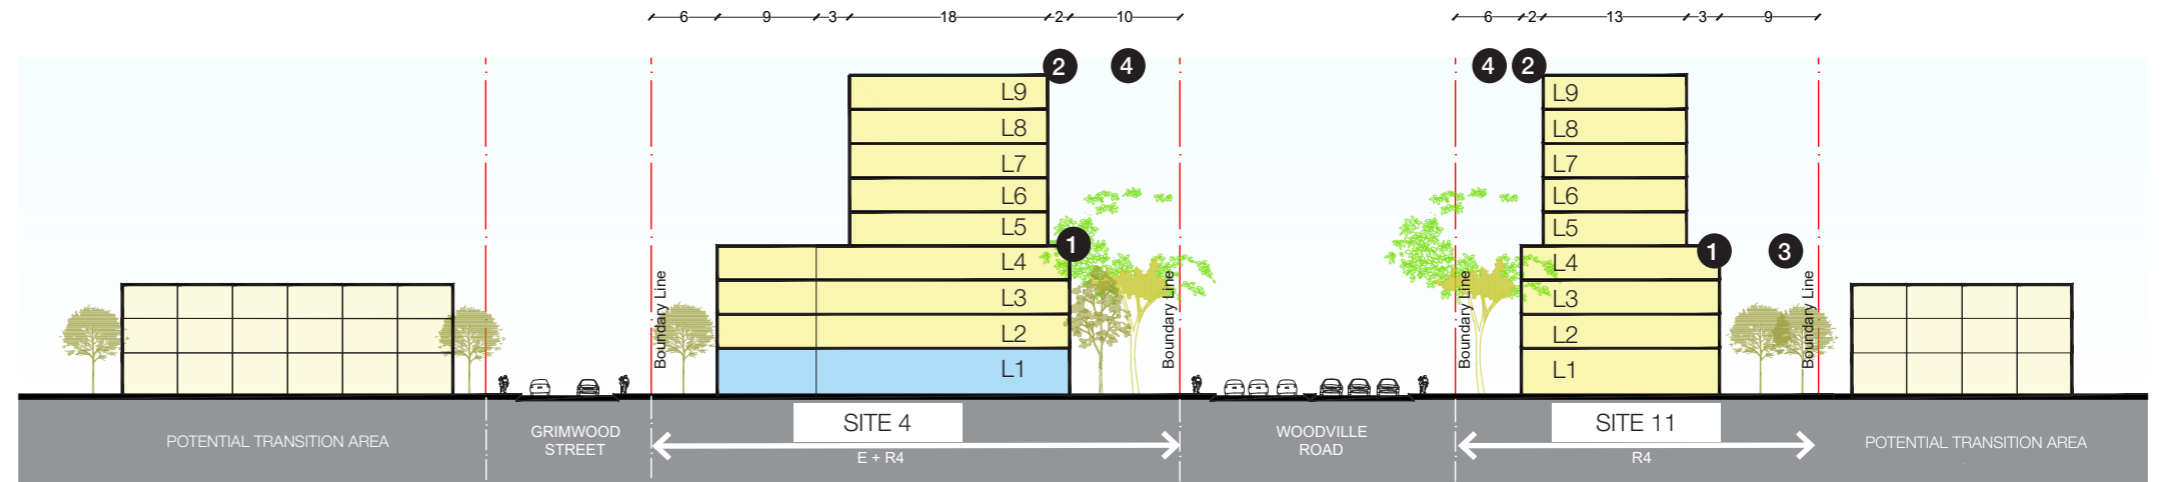 6 9 3 18 2 10 6 2 13 3 9
2 4 4 2
L9 L9
L8 L8
L7 L7
L6 L6
L5 L5
1 1 3
L4 L4
L3 L3
L2 L2
L1 L1
Boundary Line
Boundary Line
Boundary Line
Boundary Line
SITE 4
SITE 11
POTENTIAL TRANSITION AREA
GRIMWOOD
STREET
E + R4
WOODVILLE
ROAD
R4
POTENTIAL TRANSITION AREA